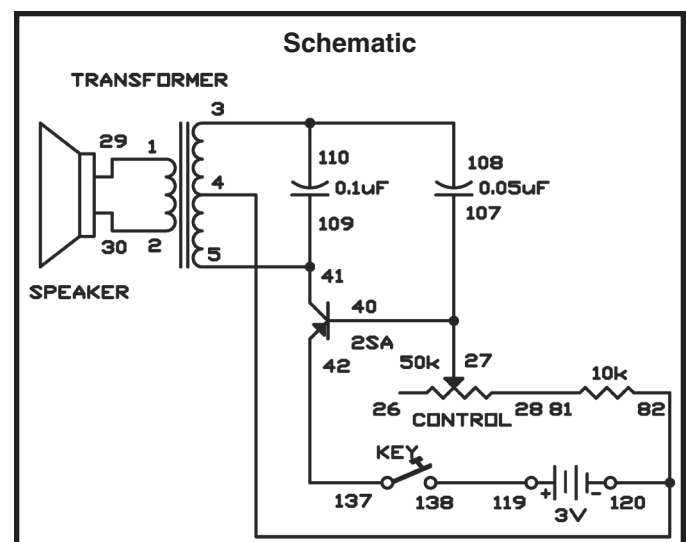 Schematic
TRANSFORMER
3
29 1
110 108
4 0.1uF 0.05uF
109 107
30 2 5
41
SPEAKER
40
2SA
42 50k 27
10k
26 28 81 82
CONTROL
KEY
137 138 119 + - 120
3V